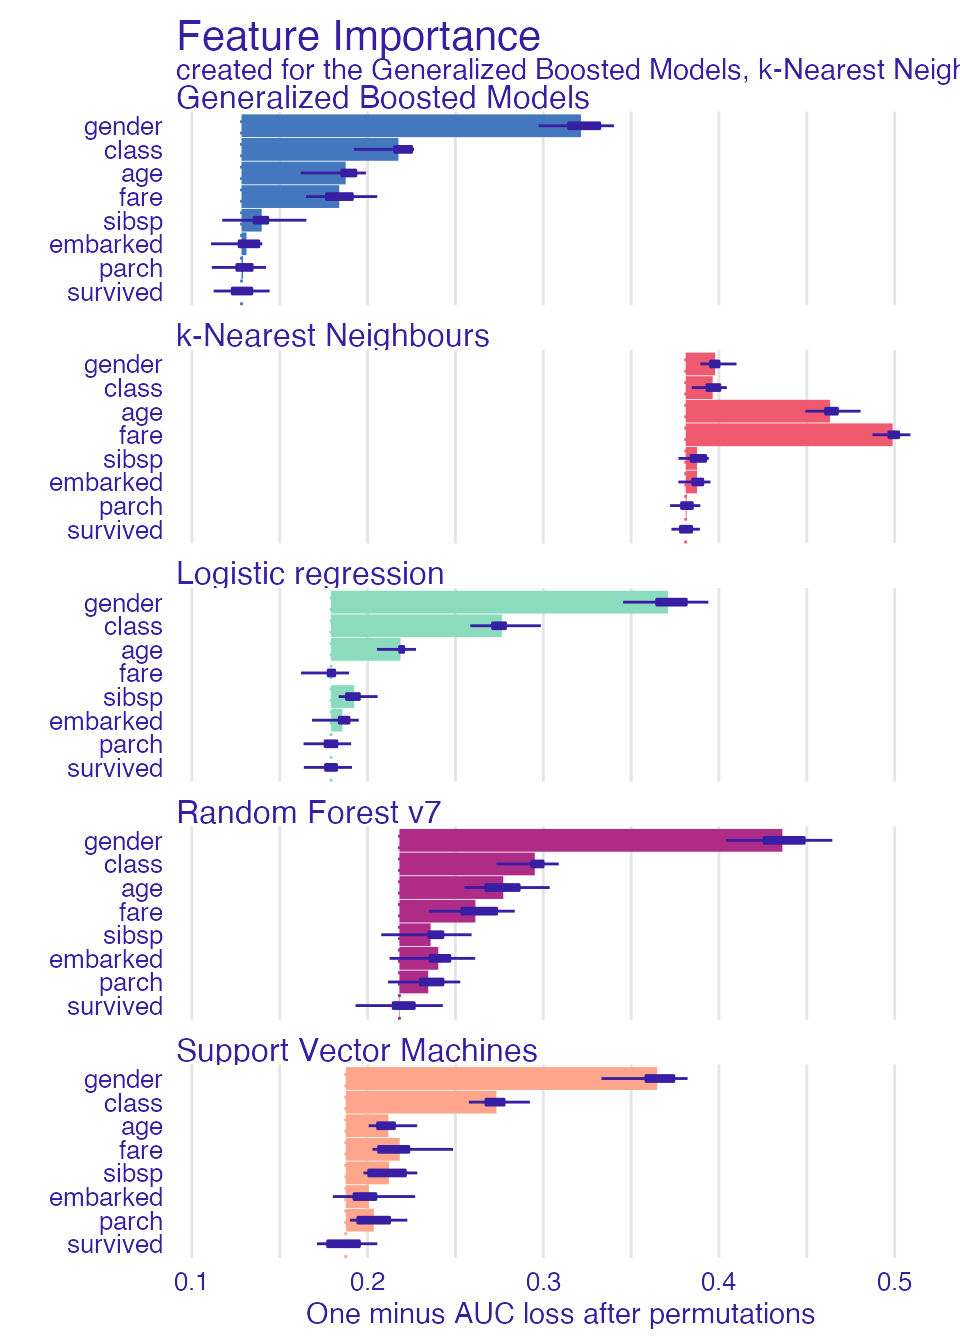 Feature Importance
created for the Generalized Boosted Models, k-Nearest Neigh
Generalized Boosted Models
gender
class
age
fare
sibsp
embarked
parch
survived
k-Nearest Neighbours
gender
class
age
fare
sibsp
embarked
parch
survived
Logistic regression
gender
class
age
fare
sibsp
embarked
parch
survived
Random Forest v7
gender
class
age
fare
sibsp
embarked
parch
survived
Support Vector Machines
gender
class
age
fare
sibsp
embarked
parch
survived
0.1 0.2 0.3 0.4 0.5
One minus AUC loss after permutations